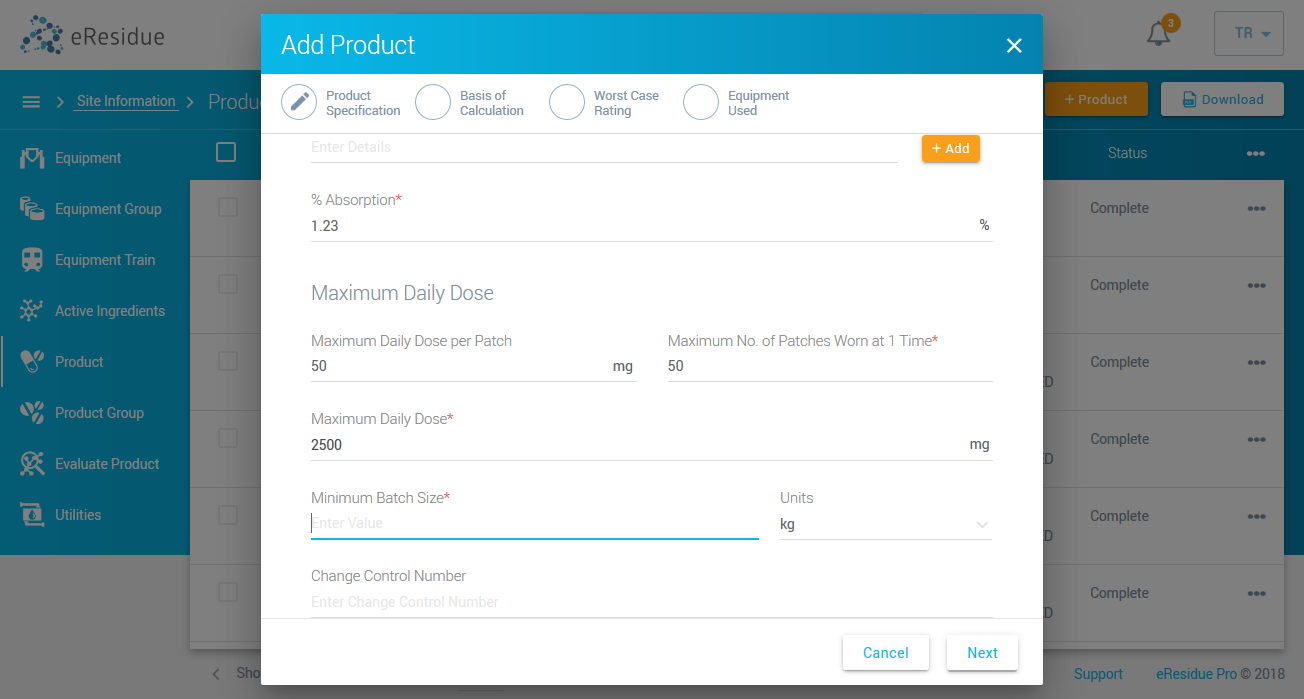 eResidue
Add Product
3
TR
Site Information
Produ
+ Product
Download
Product
Specification
Basis of
Calculation
Worst Case
Rating
Equipment
Used
Equipment
Equipment Group
Equipment Train
Active Ingredients
Product
Product Group
Evaluate Product
Utilities
Status
Complete
Complete
Complete
D
Complete
D
Complete
D
Complete
D
Enter Details
+ Add
% Absorption*
1.23 %
Maximum Daily Dose
Maximum Daily Dose per Patch
50 mg
Maximum No. of Patches Worn at 1 Time*
50
Maximum Daily Dose*
2500 mg
Minimum Batch Size*
Enter Value
Units
kg
Change Control Number
Enter Change Control Number
Cancel
Next
Sho
Support
eResidue Pro © 2018